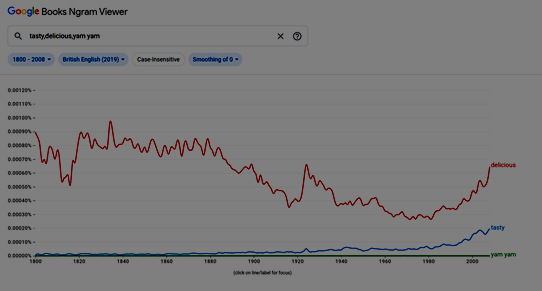 Google Books Ngram Viewer
tasty,delicious,yam yam
1800 - 2008 British English (2019) Case-Insensitive Smoothing of 0
0.00120%
0.00110%
0.00100%
0.00090%
0.00080%
0.00070%
0.00060%
0.00050%
0.00040%
0.00030%
0.00020%
0.00010%
0.00000%
delicious
tasty
yam yam
1800 1820 1840 1860 1880 1900 1920 1940 1960 1980 2000
(click on line/label for focus)